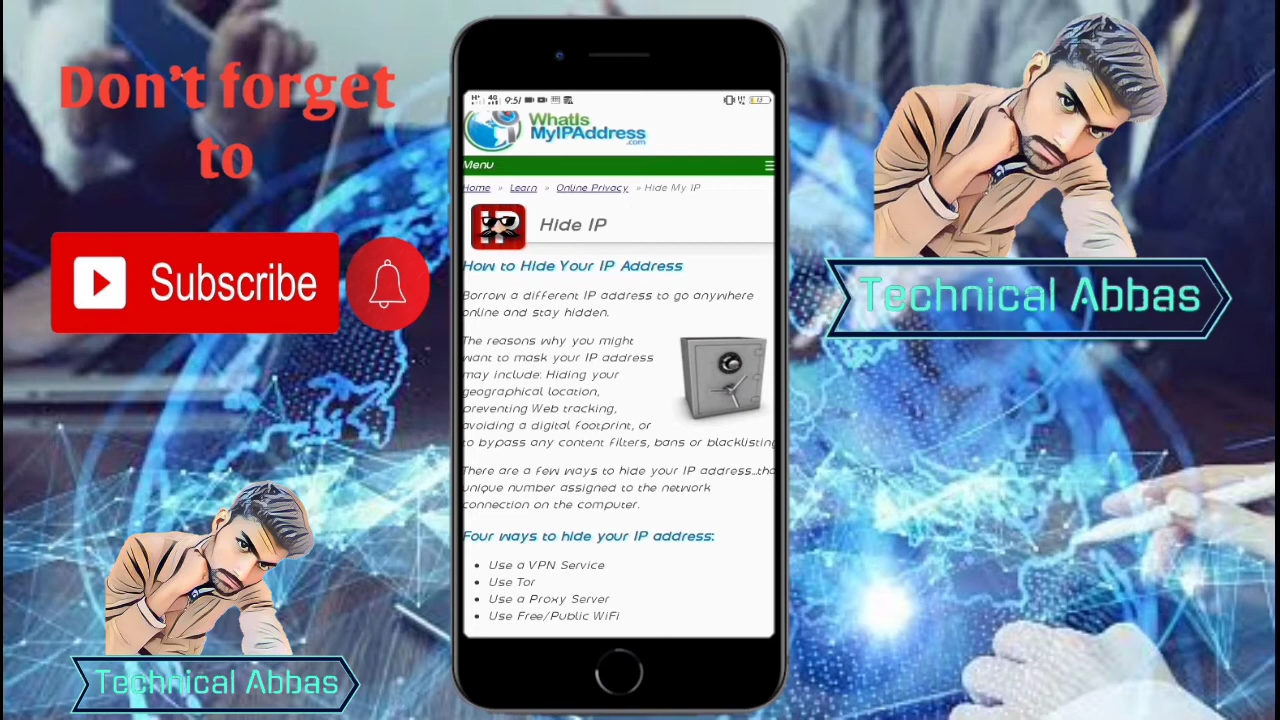 Don't forget
to
Subscribe
Technical Abbas
Technical Abbas
H+ 4G 9:51
WhatIs
MyIPAddress
.com
Menu
Home » Learn » Online Privacy » Hide My IP
IP
Hide IP
How to Hide Your IP Address
Borrow a different IP address to go anywhere
online and stay hidden.
The reasons why you might
want to mask your IP address
may include: Hiding your
geographical location,
preventing Web tracking,
avoiding a digital footprint, or
to bypass any content filters, bans or blacklisting
There are a few ways to hide your IP address...tha
unique number assigned to the network
connection on the computer.
Four ways to hide your IP address:
• Use a VPN Service
• Use Tor
• Use a Proxy Server
• Use Free/Public WiFi